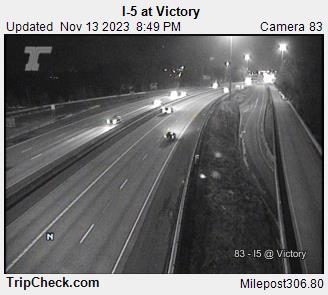 I-5 at Victory
Updated Nov 13 2023 8:49 PM Camera 83
T
N
83 - I5 @ Victory
TripCheck.com Milepost306.80